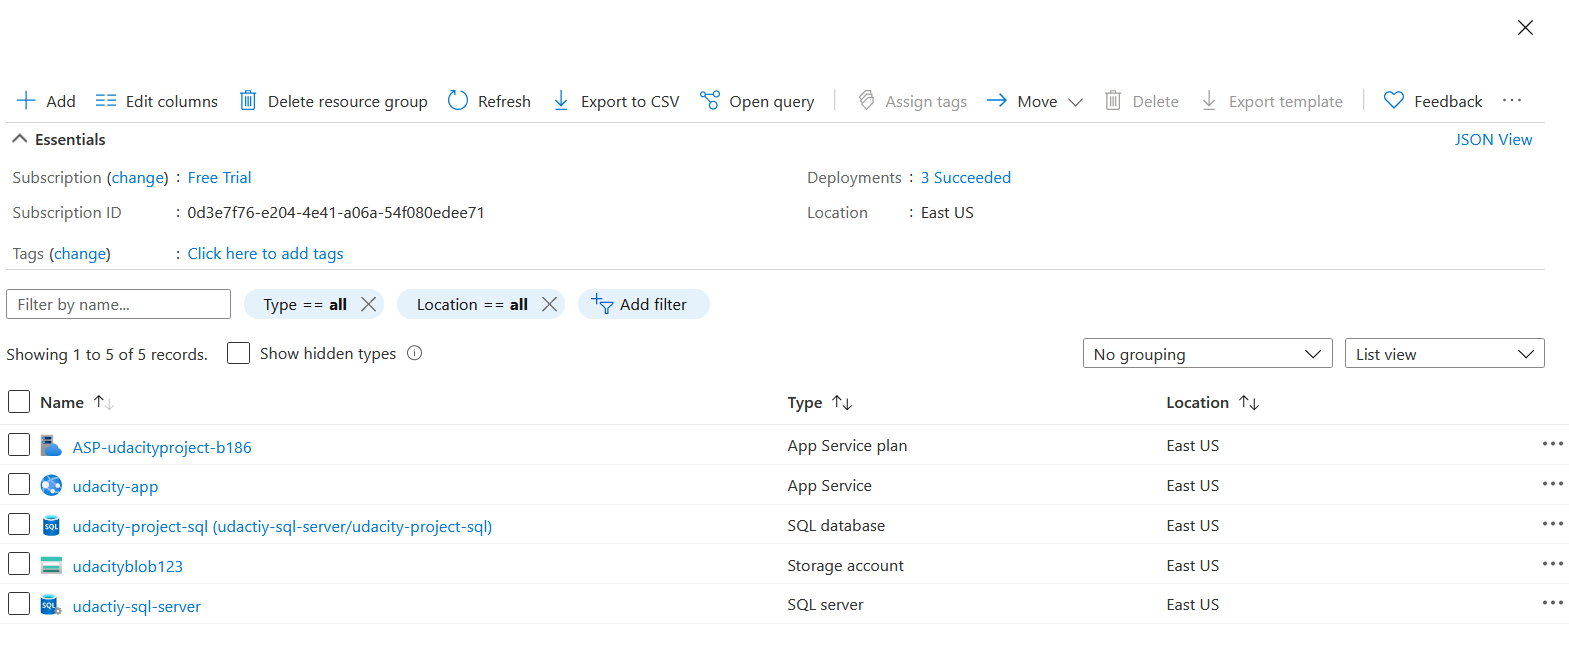 Add Edit columns Delete resource group Refresh Export to CSV Open query Assign tags Move Delete Export template Feedback ...
Essentials JSON View
Subscription (change) : Free Trial Deployments : 3 Succeeded
Subscription ID : 0d3e7f76-e204-4e41-a06a-54f080edee71 Location : East US
Tags (change) : Click here to add tags
Filter by name... Type == all Location == all Add filter
Showing 1 to 5 of 5 records. Show hidden types No grouping List view
Name Type Location
ASP-udacityproject-b186 App Service plan East US ...
udacity-app App Service East US ...
SQL udacity-project-sql (udactiy-sql-server/udacity-project-sql) SQL database East US ...
udacityblob123 Storage account East US ...
SQL udactiy-sql-server SQL server East US ...